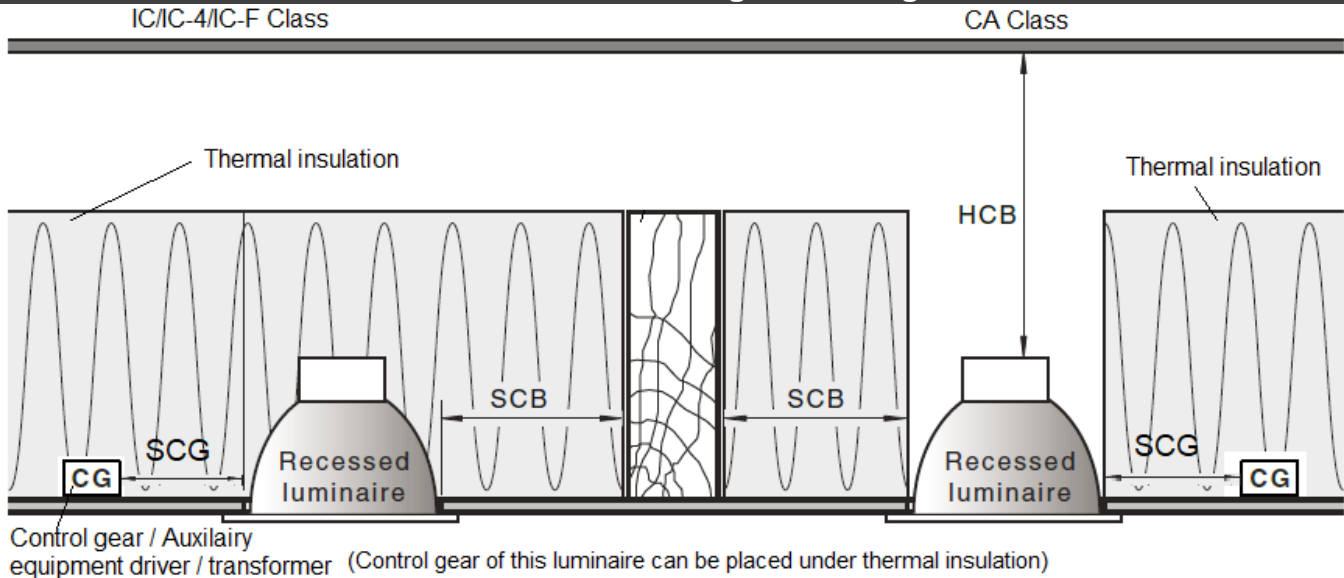 IC/IC-4/IC-F Class
CA Class
Thermal insulation
Thermal insulation
HCB
SCB
SCB
SCG
SCG
CG
Recessed
luminaire
Recessed
luminaire
CG
Control gear / Auxilairy
equipment driver / transformer
(Control gear of this luminaire can be placed under thermal insulation)